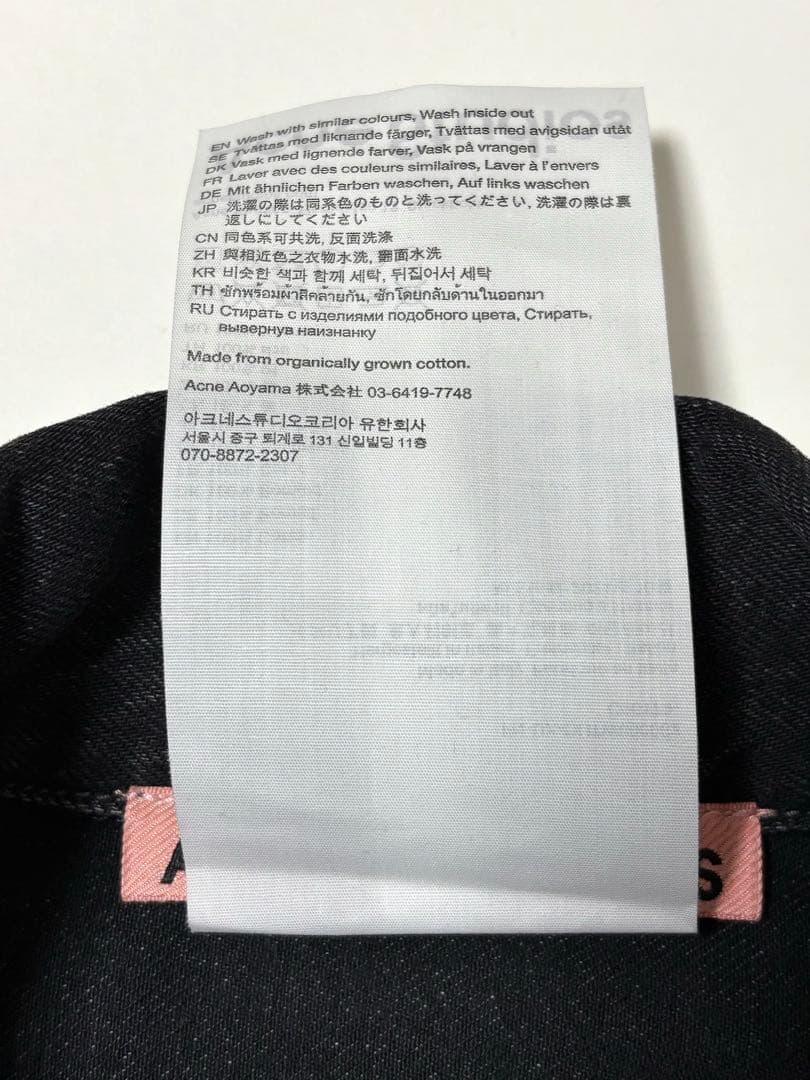 EN Wash with similar colours, Wash inside out
SE Tvättas med liknande färger, Tvättas med avigsidan utåt
DK Vask med lignende farver, Vask på vrangen
FR Laver avec des couleurs similaires, Laver à l'envers
DE Mit ähnlichen Farben waschen, Auf links waschen
JP 洗濯の際は同系色のものと洗ってください, 洗濯の際は裏
返しにしてください
CN 同色系可共洗, 反面洗涤
ZH 與相近色之衣物水洗, 翻面水洗
KR 비슷한 색과 함께 세탁, 뒤집어서 세탁
TH ซักพร้อมผ้าสีคล้ายกัน, ซักโดยกลับด้านในออกมา
RU Стирать с изделиями подобного цвета, Стирать,
вывернув наизнанку
Made from organically grown cotton.
Acne Aoyama 株式会社 03-6419-7748
아크네스튜디오코리아 유한회사
서울시 중구 퇴계로 131 신일빌딩 11층
070-8872-2307